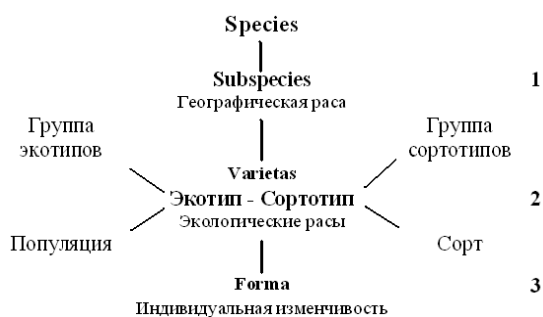 Species
Subspecies 1
Географическая раса
Группа экотипов
Группа сортотипов
Varietas
Экотип - Сортотип 2
Экологические расы
Популяция
Сорт
Forma 3
Индивидуальная изменчивость